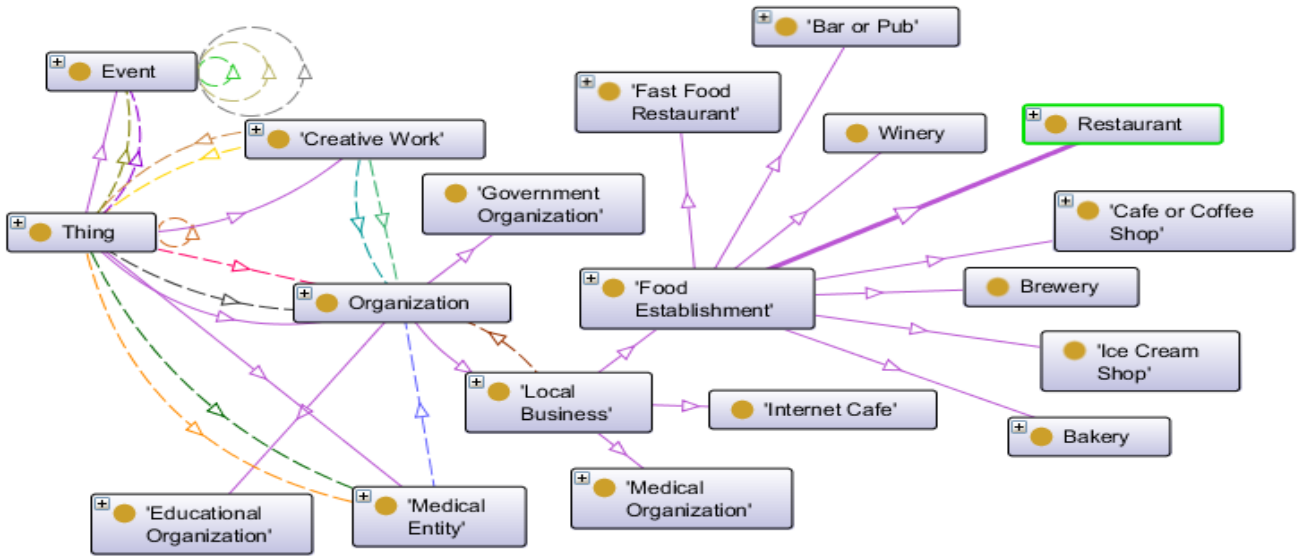 'Bar or Pub'
Event
'Fast Food
Restaurant'
'Creative Work'
Winery
Restaurant
'Government
Organization'
Thing
'Cafe or Coffee
Shop'
Organization
'Food
Establishment'
Brewery
'Ice Cream
Shop'
'Local
Business'
'Internet Cafe'
Bakery
'Educational
Organization'
'Medical
Entity'
'Medical
Organization'